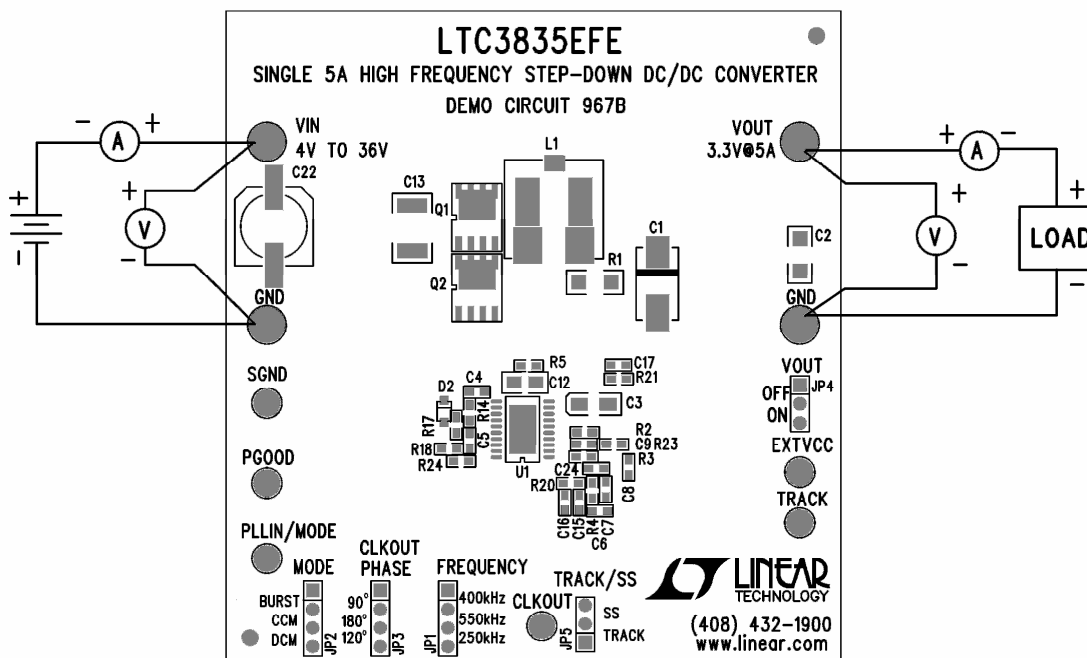 LTC3835EFE
SINGLE 5A HIGH FREQUENCY STEP-DOWN DC/DC CONVERTER
DEMO CIRCUIT 967B
- A +
VIN
4V TO 36V
C22
VOUT
3.3V@5A
+ A -
L1
C13
Q1
Q2
C1
R1
C2
+
-
+
V
-
+
V
-
+
LOAD
-
GND
GND
SGND
PGOOD
PLLIN/MODE
R5
C12
C17
R21
D2
C4
R14
R17
C5
R18
R24
U1
C3
R2
C9
R23
R3
C24
R20
C8
C16
C15
R4
C7
C6
VOUT
JP4
OFF
ON
EXTVCC
TRACK
MODE
BURST
CCM
DCM
JP2
CLKOUT
PHASE
90°
180°
120°
JP3
FREQUENCY
400kHz
550kHz
250kHz
JP1
TRACK/SS
CLKOUT
SS
TRACK
JP5
LINEAR
TECHNOLOGY
(408) 432-1900
www.linear.com